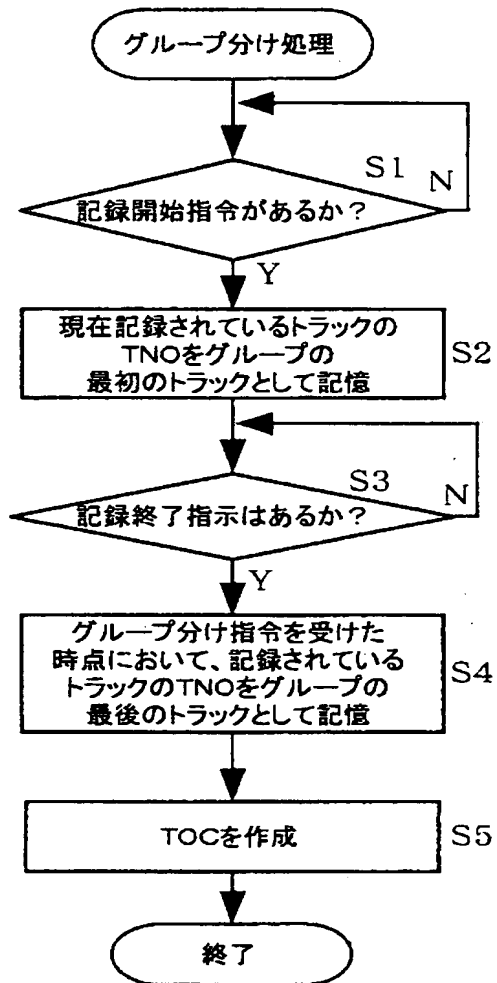 グループ分け処理
S1
N
記録開始指令があるか？
Y
現在記録されているトラックの
TNOをグループの
最初のトラックとして記憶
S2
S3
N
記録終了指示はあるか？
Y
グループ分け指令を受けた
時点において、記録されている
トラックのTNOをグループの
最後のトラックとして記憶
S4
TOCを作成
S5
終了